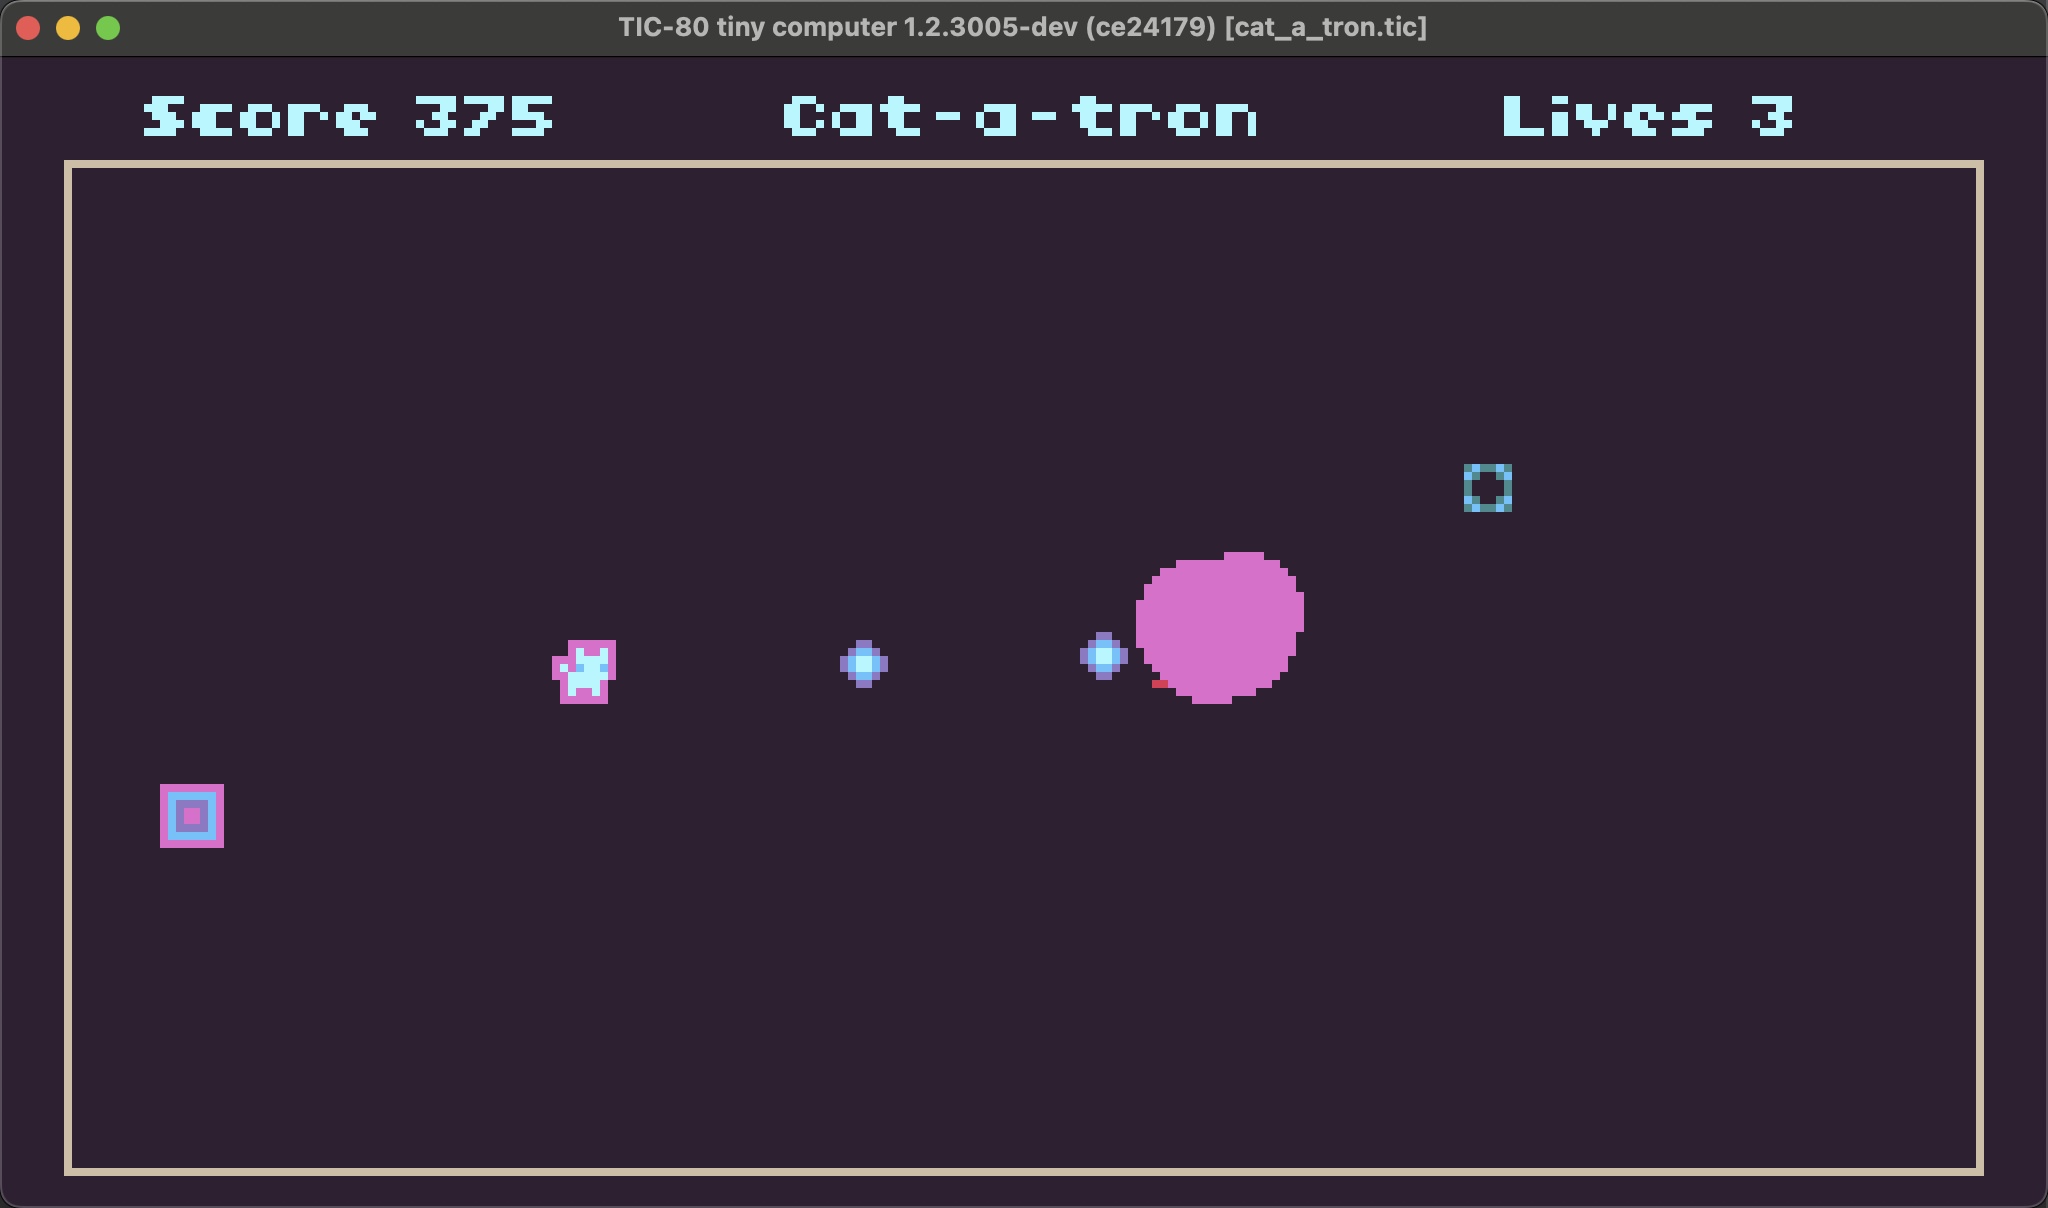 TIC-80 tiny computer 1.2.3005-dev (ce24179) [cat_a_tron.tic]
Score 375 Cat-a-tron Lives 3